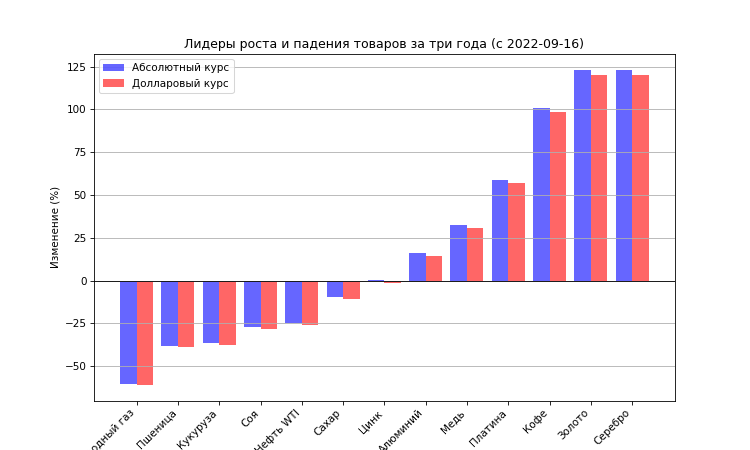 Лидеры роста и падения товаров за три года (с 2022-09-16)
Абсолютный курс
Долларовый курс
Изменение (%)
125
100
75
50
25
0
−25
−50
одный газ
Пшеница
Кукуруза
Соя
Нефть WTI
Сахар
Цинк
Алюминий
Медь
Платина
Кофе
Золото
Серебро